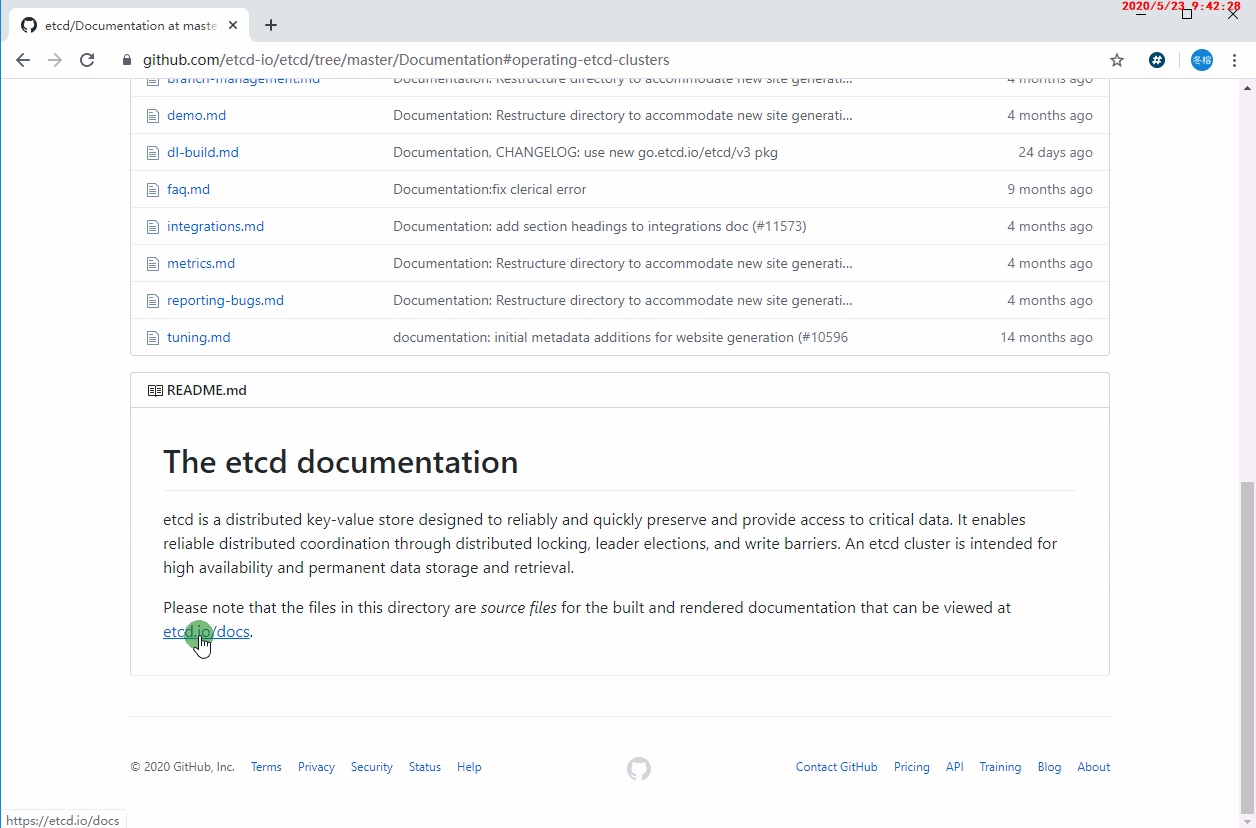 2020/5/23 9:42:28
etcd/Documentation at maste
github.com/etcd-io/etcd/tree/master/Documentation#operating-etcd-clusters
冬榕
branch-management.md Documentation: Restructure directory to accommodate new site generati... 4 months ago
demo.md Documentation: Restructure directory to accommodate new site generati... 4 months ago
dl-build.md Documentation, CHANGELOG: use new go.etcd.io/etcd/v3 pkg 24 days ago
faq.md Documentation:fix clerical error 9 months ago
integrations.md Documentation: add section headings to integrations doc (#11573) 4 months ago
metrics.md Documentation: Restructure directory to accommodate new site generati... 4 months ago
reporting-bugs.md Documentation: Restructure directory to accommodate new site generati... 4 months ago
tuning.md documentation: initial metadata additions for website generation (#10596 14 months ago
README.md
The etcd documentation
etcd is a distributed key-value store designed to reliably and quickly preserve and provide access to critical data. It enables
reliable distributed coordination through distributed locking, leader elections, and write barriers. An etcd cluster is intended for
high availability and permanent data storage and retrieval.
Please note that the files in this directory are source files for the built and rendered documentation that can be viewed at
etcd.io/docs.
© 2020 GitHub, Inc. Terms Privacy Security Status Help Contact GitHub Pricing API Training Blog About
https://etcd.io/docs